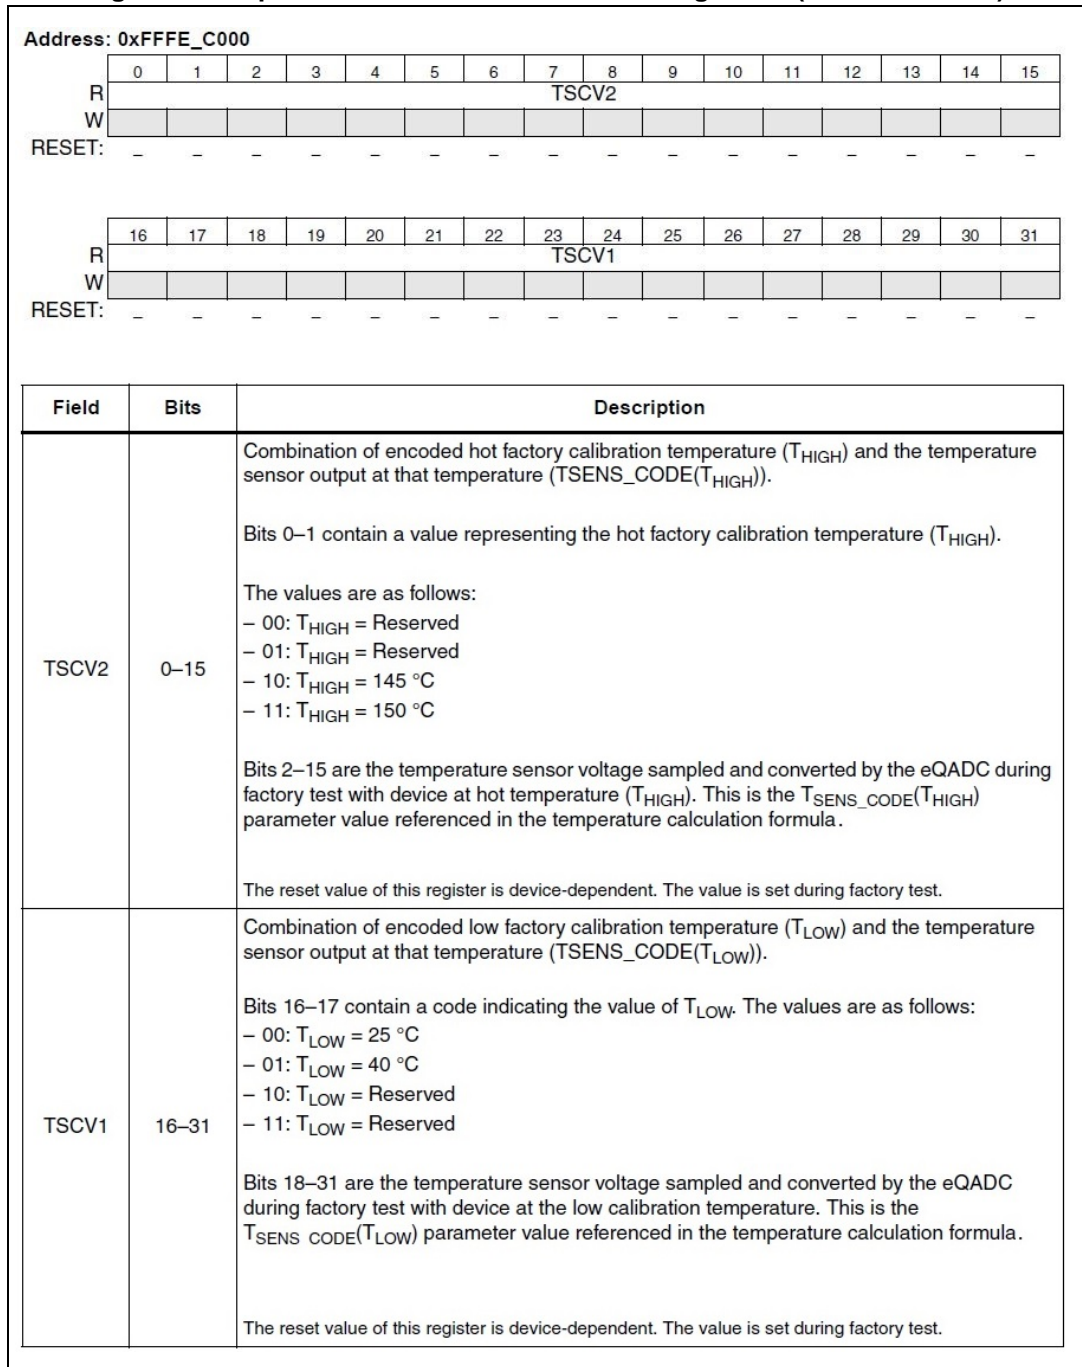 Address: 0xFFFE_C000
0 1 2 3 4 5 6 7 8 9 10 11 12 13 14 15
R TSCV2
W
RESET: – – – – – – – – – – – – – – – –
16 17 18 19 20 21 22 23 24 25 26 27 28 29 30 31
R TSCV1
W
RESET: – – – – – – – – – – – – – – – –
Field Bits Description
TSCV2 0–15
Combination of encoded hot factory calibration temperature (THIGH) and the temperature
sensor output at that temperature (TSENS_CODE(THIGH)).
Bits 0–1 contain a value representing the hot factory calibration temperature (THIGH).
The values are as follows:
– 00: THIGH = Reserved
– 01: THIGH = Reserved
– 10: THIGH = 145 °C
– 11: THIGH = 150 °C
Bits 2–15 are the temperature sensor voltage sampled and converted by the eQADC during
factory test with device at hot temperature (THIGH). This is the TSENS_CODE(THIGH)
parameter value referenced in the temperature calculation formula.
The reset value of this register is device-dependent. The value is set during factory test.
TSCV1 16–31
Combination of encoded low factory calibration temperature (TLOW) and the temperature
sensor output at that temperature (TSENS_CODE(TLOW)).
Bits 16–17 contain a code indicating the value of TLOW. The values are as follows:
– 00: TLOW = 25 °C
– 01: TLOW = 40 °C
– 10: TLOW = Reserved
– 11: TLOW = Reserved
Bits 18–31 are the temperature sensor voltage sampled and converted by the eQADC
during factory test with device at the low calibration temperature. This is the
TSENS CODE(TLOW) parameter value referenced in the temperature calculation formula.
The reset value of this register is device-dependent. The value is set during factory test.